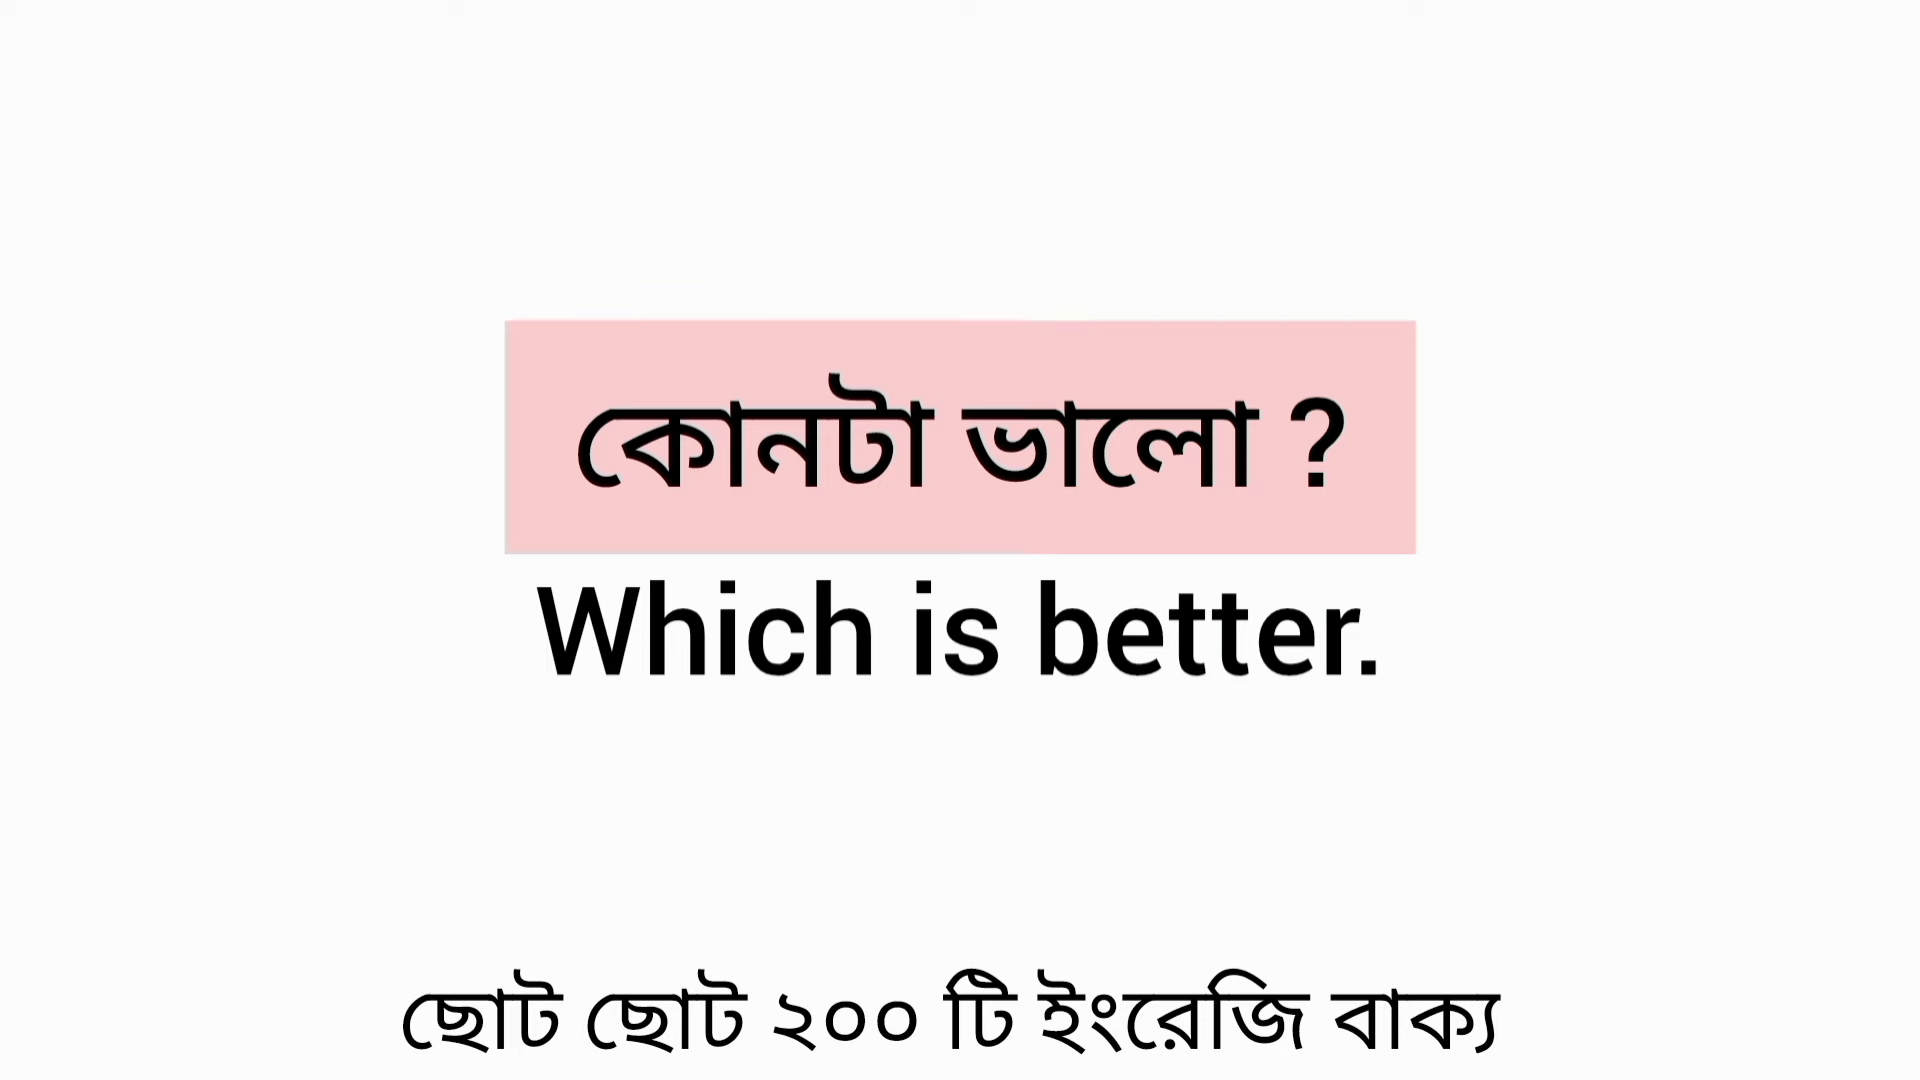 কোনটা ভালো ?
Which is better.
ছোট ছোট ২০০ টি ইংরেজি বাক্য